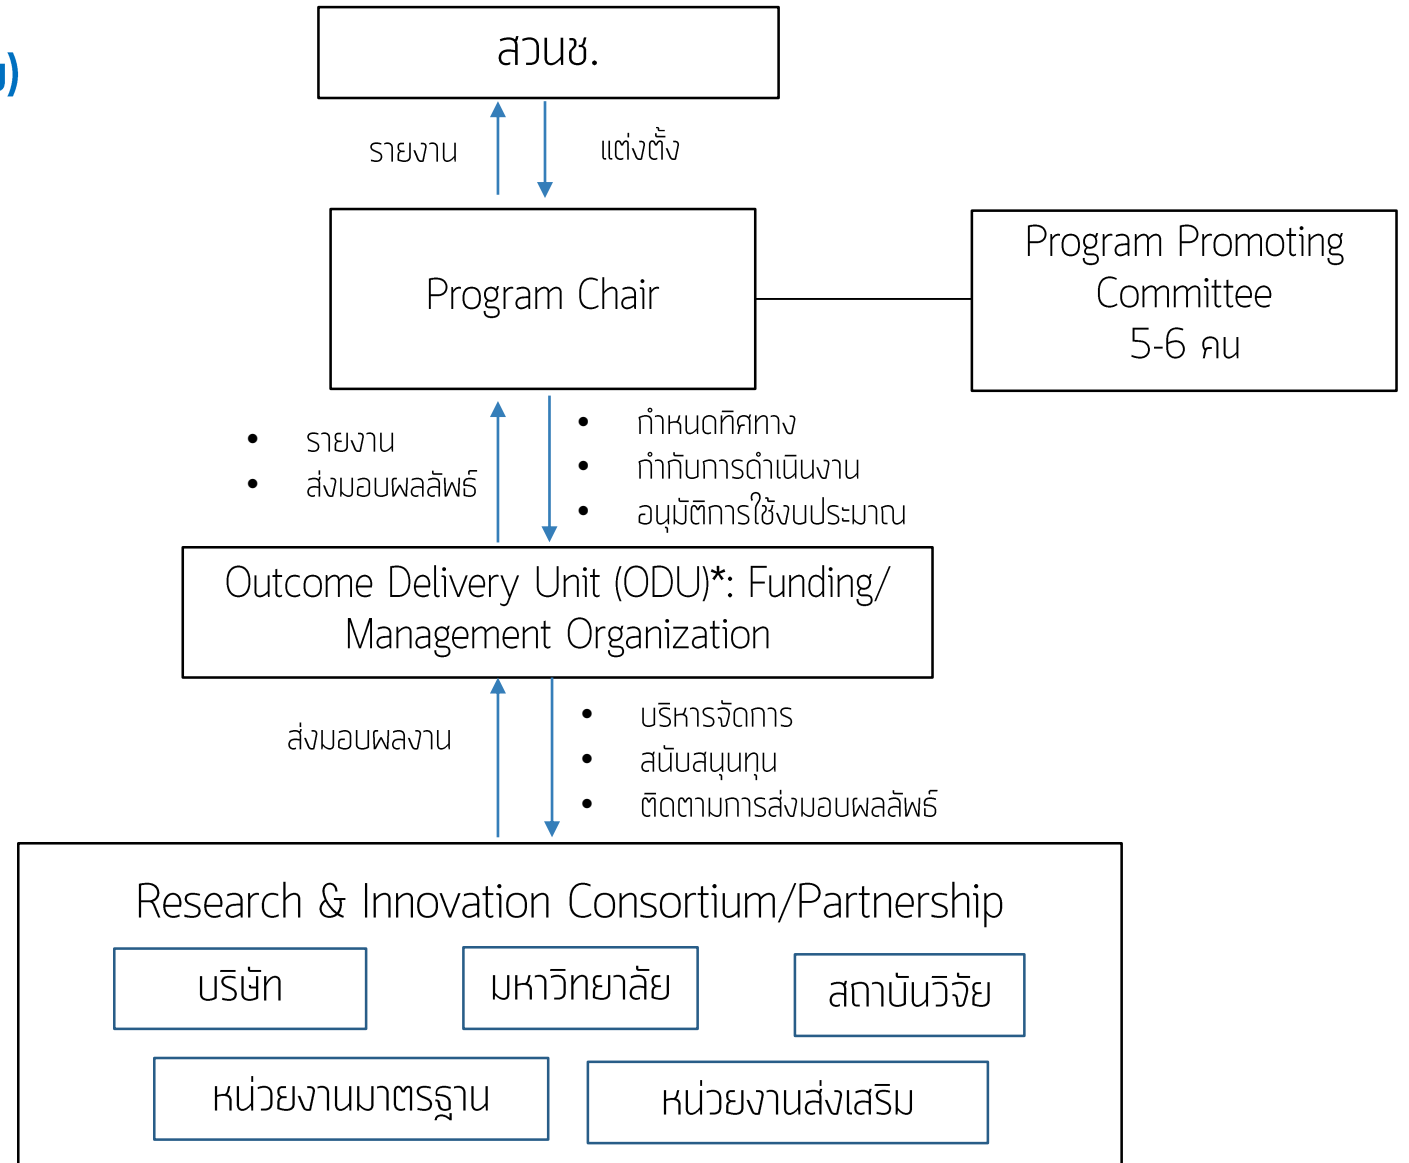 สวนช.
รายงาน
แต่งตั้ง
Program Chair
Program Promoting
Committee
5-6 คน
• รายงาน
• ส่งมอบผลลัพธ์
• กำหนดทิศทาง
• กำกับการดำเนินงาน
• อนุมัติการใช้งบประมาณ
Outcome Delivery Unit (ODU)*: Funding/
Management Organization
ส่งมอบผลงาน
• บริหารจัดการ
• สนับสนุนทุน
• ติดตามการส่งมอบผลลัพธ์
Research & Innovation Consortium/Partnership
บริษัท
มหาวิทยาลัย
สถาบันวิจัย
หน่วยงานมาตรฐาน
หน่วยงานส่งเสริม